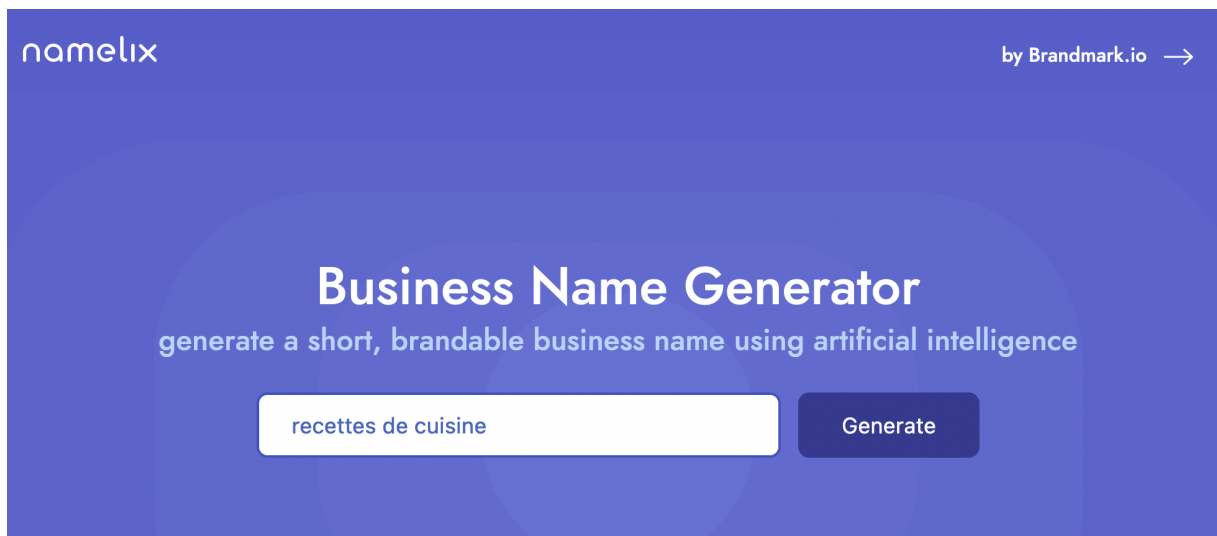 namelix
by Brandmark.io →
Business Name Generator
generate a short, brandable business name using artificial intelligence
recettes de cuisine
Generate